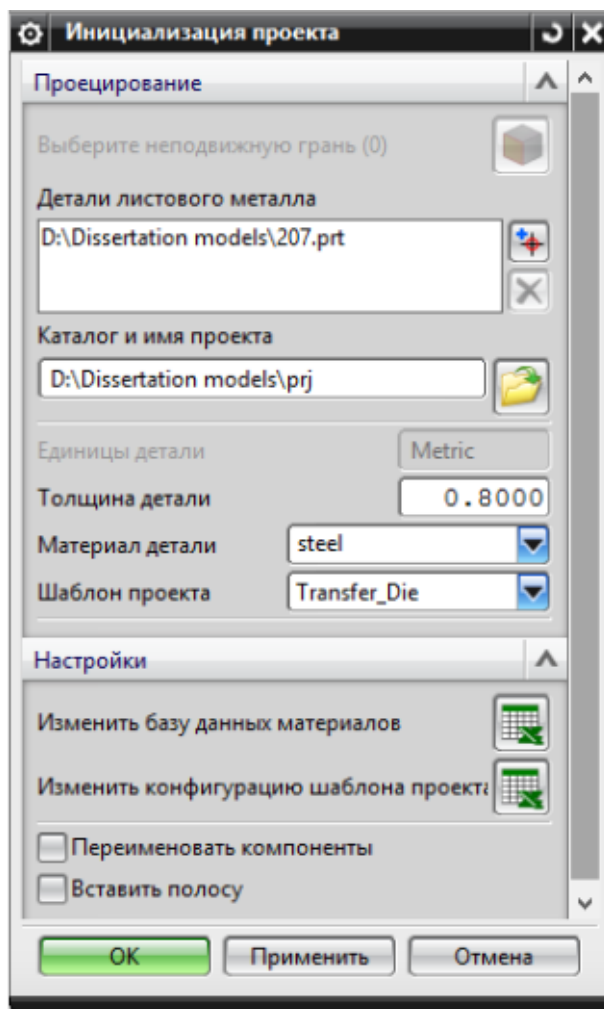 Инициализация проекта
Проецирование
Выберите неподвижную грань (0)
Детали листового металла
D:\Dissertation models\207.prt
Каталог и имя проекта
D:\Dissertation models\prj
Единицы детали Metric
Толщина детали 0.8000
Материал детали steel
Шаблон проекта Transfer_Die
Настройки
Изменить базу данных материалов
Изменить конфигурацию шаблона проекта
Переименовать компоненты
Вставить полосу
ОК Применить Отмена